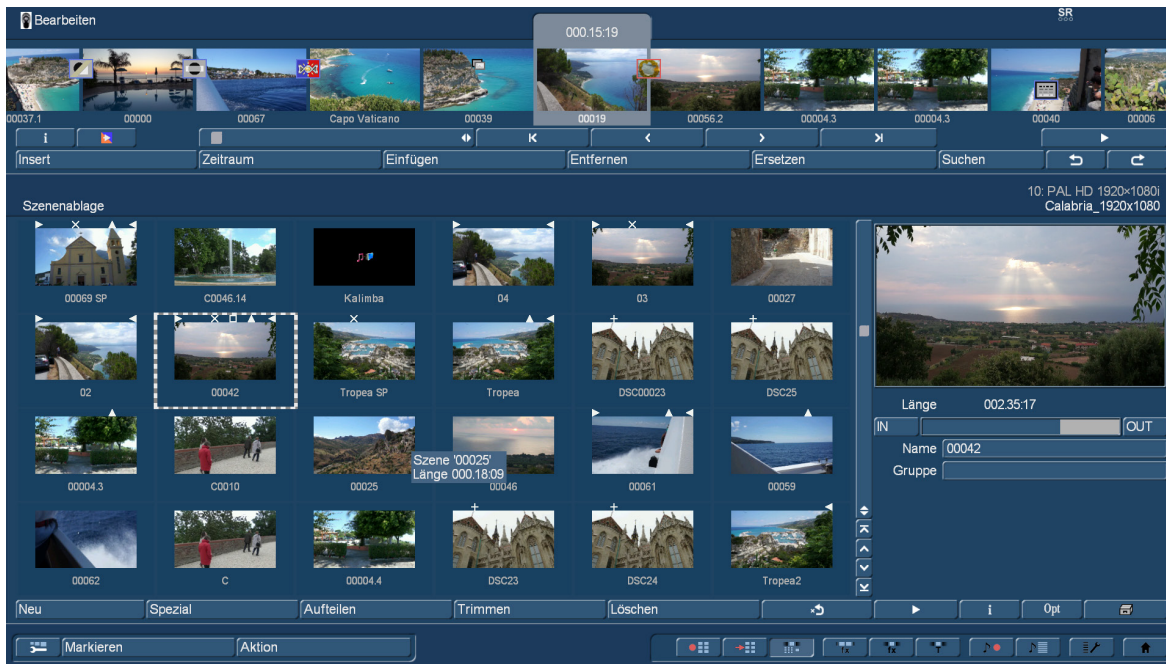 Bearbeiten
SR
000.15:19
00037.1 00000 00067 Capo Vaticano 00039 00019 00056.2 00004.3 00004.3 00040 00006
i
Insert Zeitraum Einfügen Entfernen Ersetzen Suchen
10: PAL HD 1920×1080i
Szenenablage Calabria_1920x1080
00069 SP C0046.14 Kalimba 04 03 00027
02 00042 Tropea SP Tropea DSC00023 DSC25
Länge 002.35:17
IN OUT
Name 00042
Gruppe
Szene '00025'
Länge 000.18:09
00004.3 C0010 00025 00046 00061 00059
00062 C 00004.4 DSC23 DSC24 Tropea2
Neu Spezial Aufteilen Trimmen Löschen i Opt
Markieren Aktion fx fx T